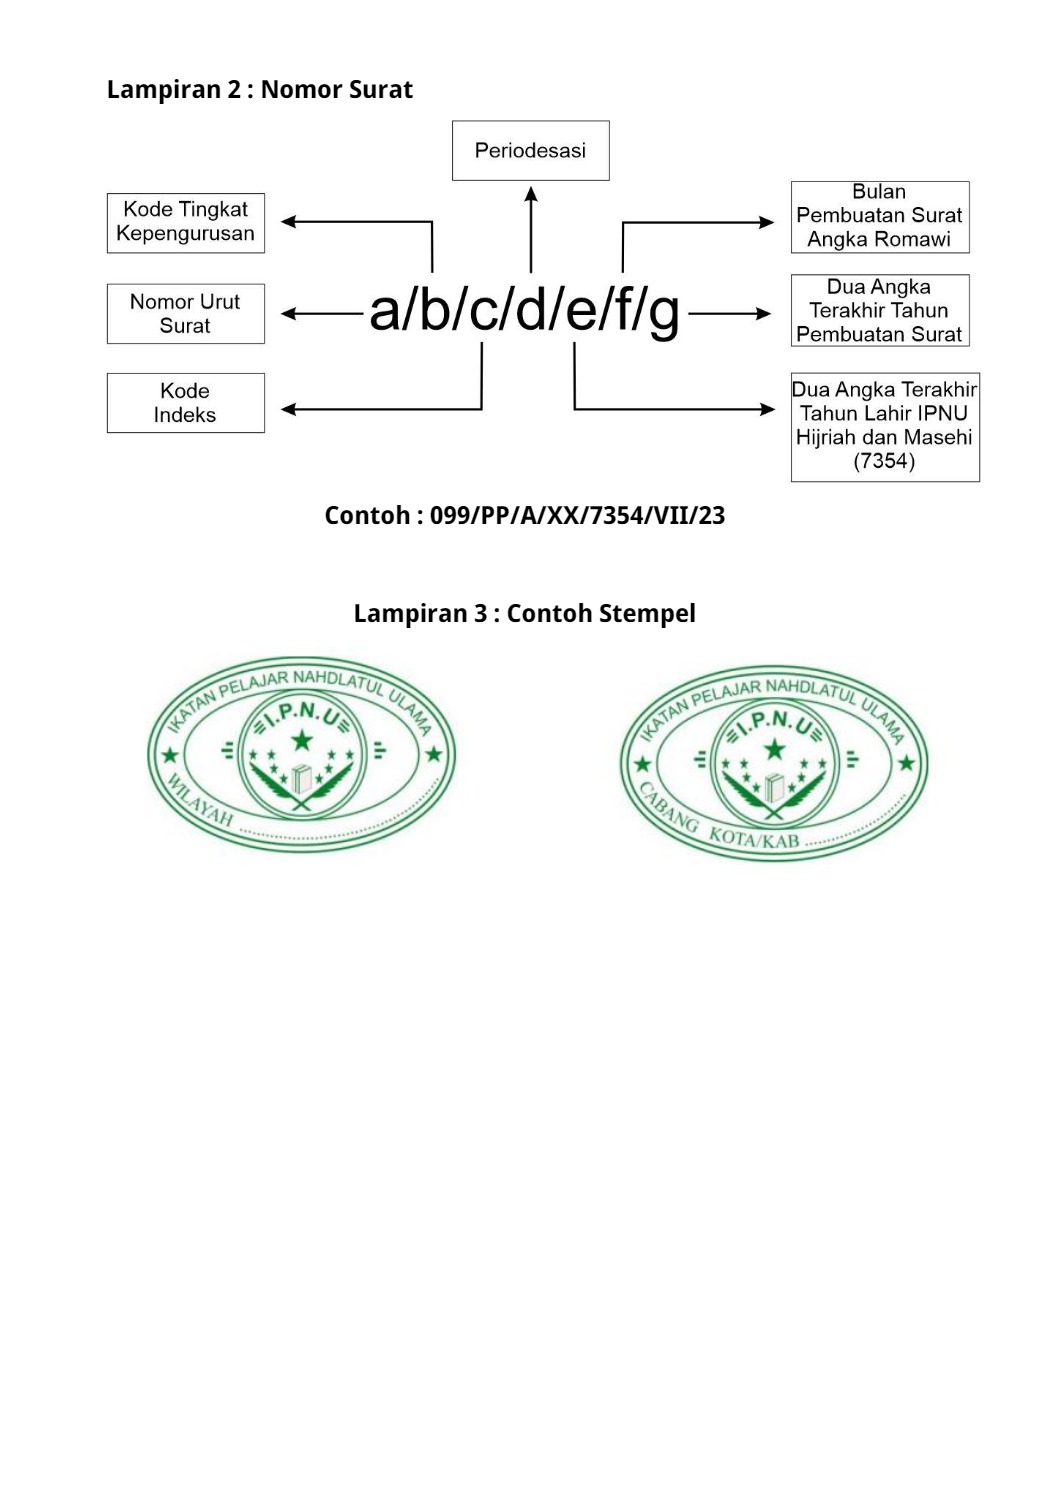 Lampiran 2 : Nomor Surat
Periodesasi
Kode Tingkat
Kepengurusan
Bulan
Pembuatan Surat
Angka Romawi
Nomor Urut
Surat
a/b/c/d/e/f/g
Dua Angka
Terakhir Tahun
Pembuatan Surat
Kode
Indeks
Dua Angka Terakhir
Tahun Lahir IPNU
Hijriah dan Masehi
(7354)
Contoh : 099/PP/A/XX/7354/VII/23
Lampiran 3 : Contoh Stempel
IKATAN PELAJAR NAHDLATUL ULAMA
I.P.N.U
WILAYAH ........................................
IKATAN PELAJAR NAHDLATUL ULAMA
I.P.N.U
CABANG KOTA/KAB ......................